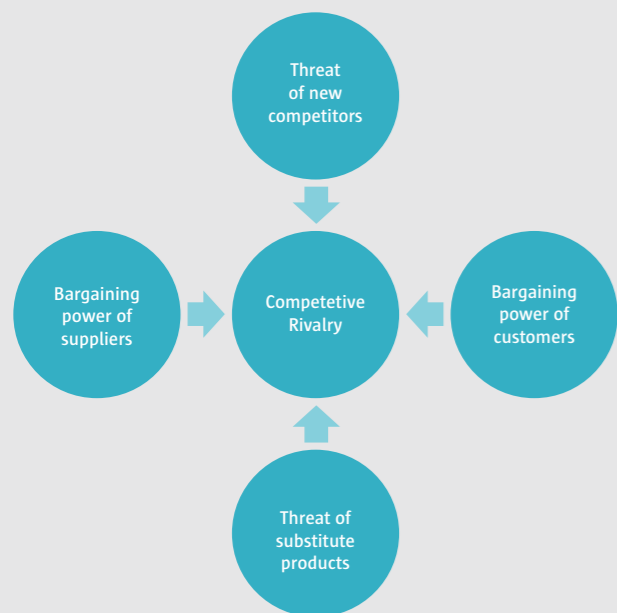 Threat
of new
competitors
Bargaining
power of
suppliers
Competetive
Rivalry
Bargaining
power of
customers
Threat of
substitute
products